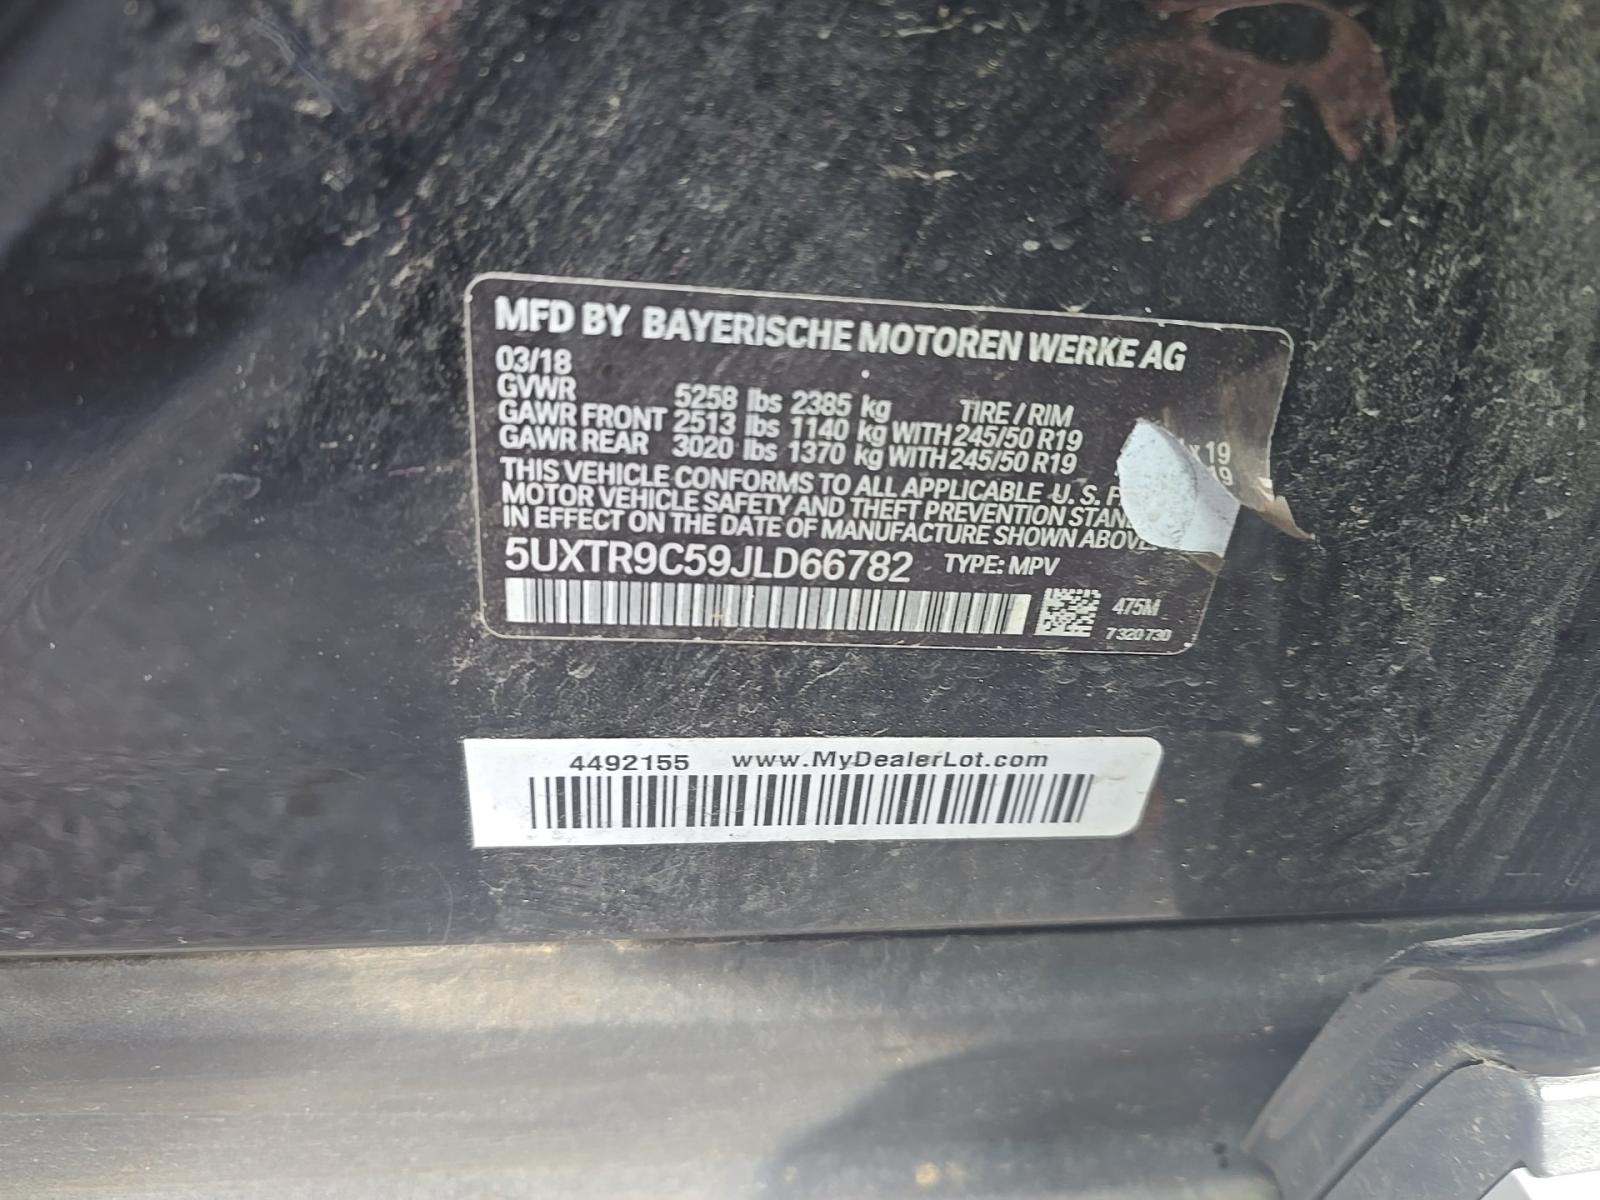 MFD BY BAYERISCHE MOTOREN WERKE AG
03/18
GVWR 5258 lbs 2385 kg TIRE / RIM
GAWR FRONT 2513 lbs 1140 kg WITH 245/50 R19 x 19
GAWR REAR 3020 lbs 1370 kg WITH 245/50 R19 19
THIS VEHICLE CONFORMS TO ALL APPLICABLE U. S.
MOTOR VEHICLE SAFETY AND THEFT PREVENTION
IN EFFECT ON THE DATE OF MANUFACTURE SHOWN ABOVE.
5UXTR9C59JLD66782 TYPE: MPV
475M
7 320 730
4492155 www.MyDealerLot.com